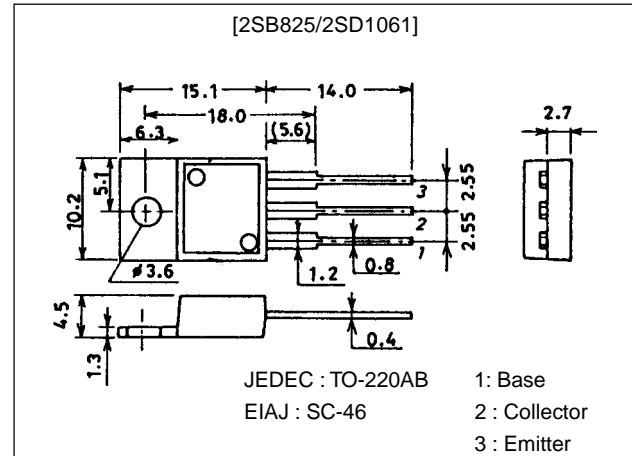 [2SB825/2SD1061]
15.1
14.0
18.0
2.7
6.3
(5.6)
5.1
10.2
3
2
1
2.55
2.55
ø3.6
1.2
0.8
4.5
1.3
0.4
JEDEC : TO-220AB
1: Base
EIAJ : SC-46
2 : Collector
3 : Emitter